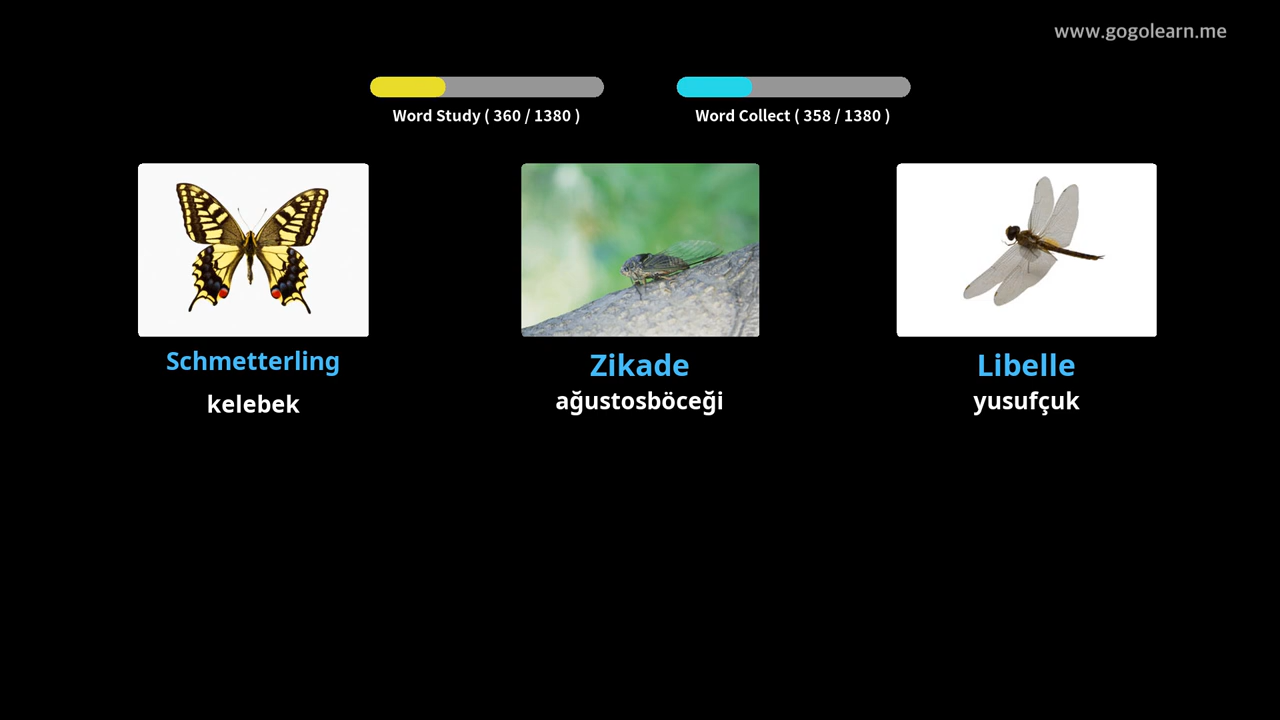 www.gogolearn.me
Word Study ( 360 / 1380 )
Word Collect ( 358 / 1380 )
Schmetterling
kelebek
Zikade
ağustosböceği
Libelle
yusufçuk